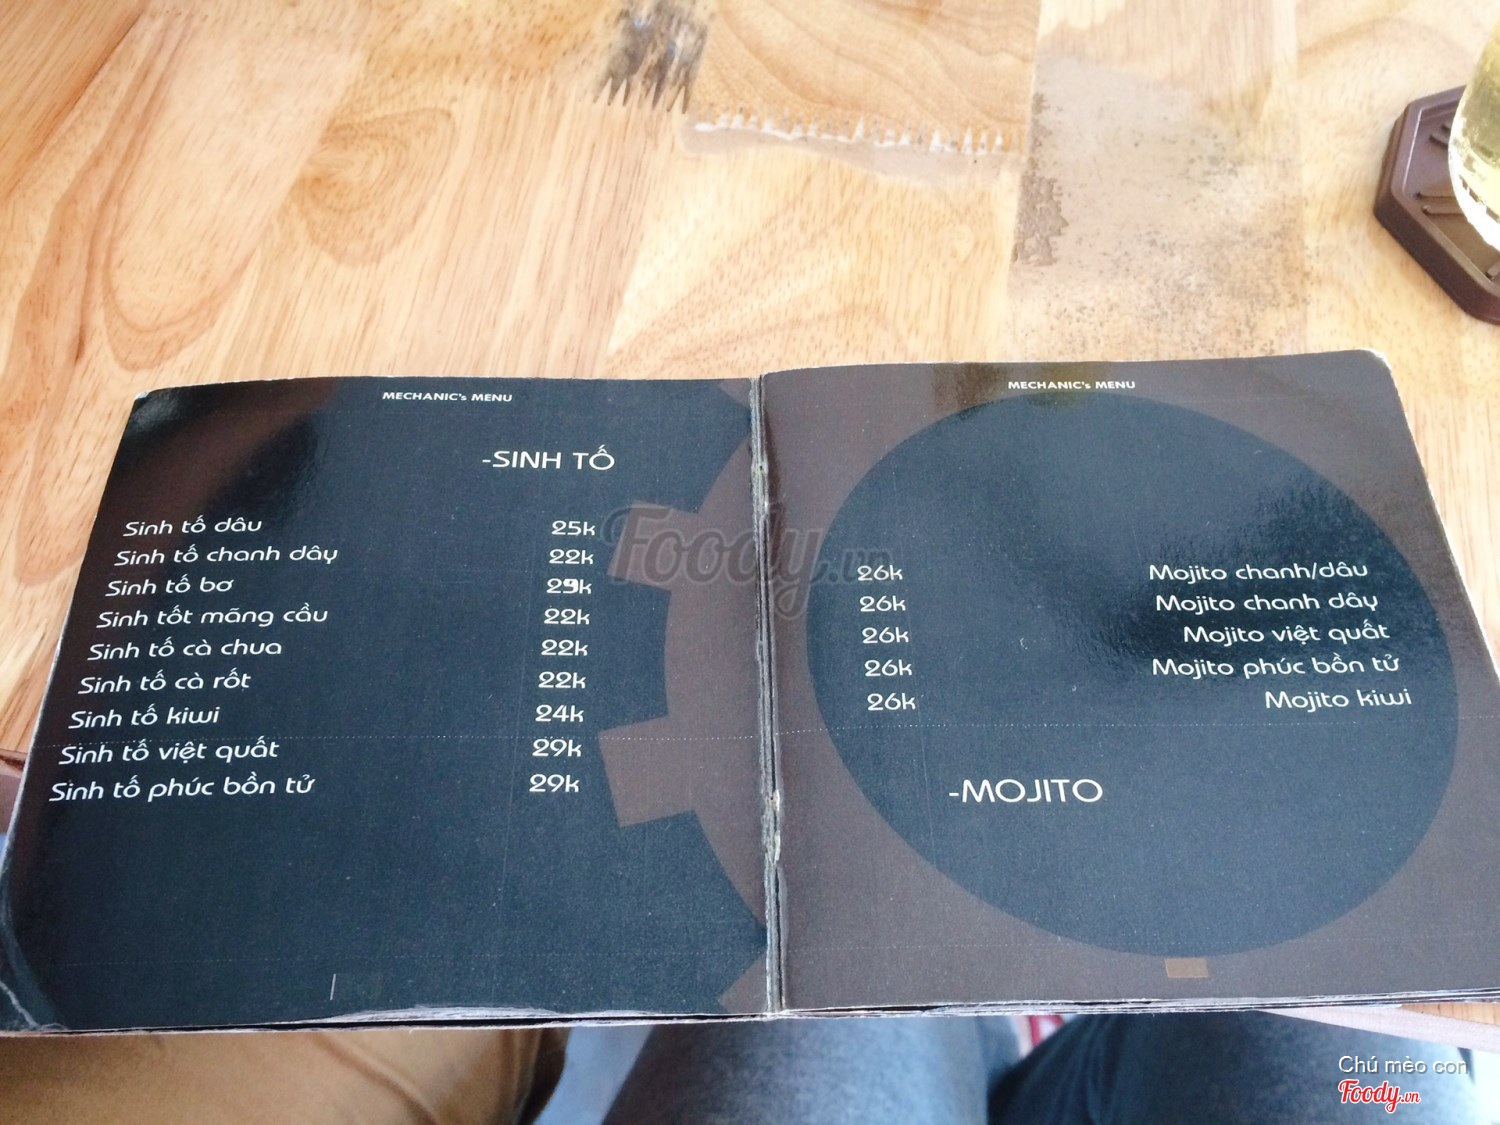 MECHANIC's MENU
-SINH TỐ
Sinh tố dâu 25k
Sinh tố chanh dây 22k
Sinh tố bơ 29k
Sinh tốt mãng cầu 22k
Sinh tố cà chua 22k
Sinh tố cà rốt 22k
Sinh tố kiwi 24k
Sinh tố việt quất 29k
Sinh tố phúc bồn tử 29k
MECHANIC's MENU
26k Mojito chanh/dâu
26k Mojito chanh dây
26k Mojito việt quất
26k Mojito phúc bồn tử
26k Mojito kiwi
-MOJITO
Foody.vn
Chú mèo con
Foody.vn